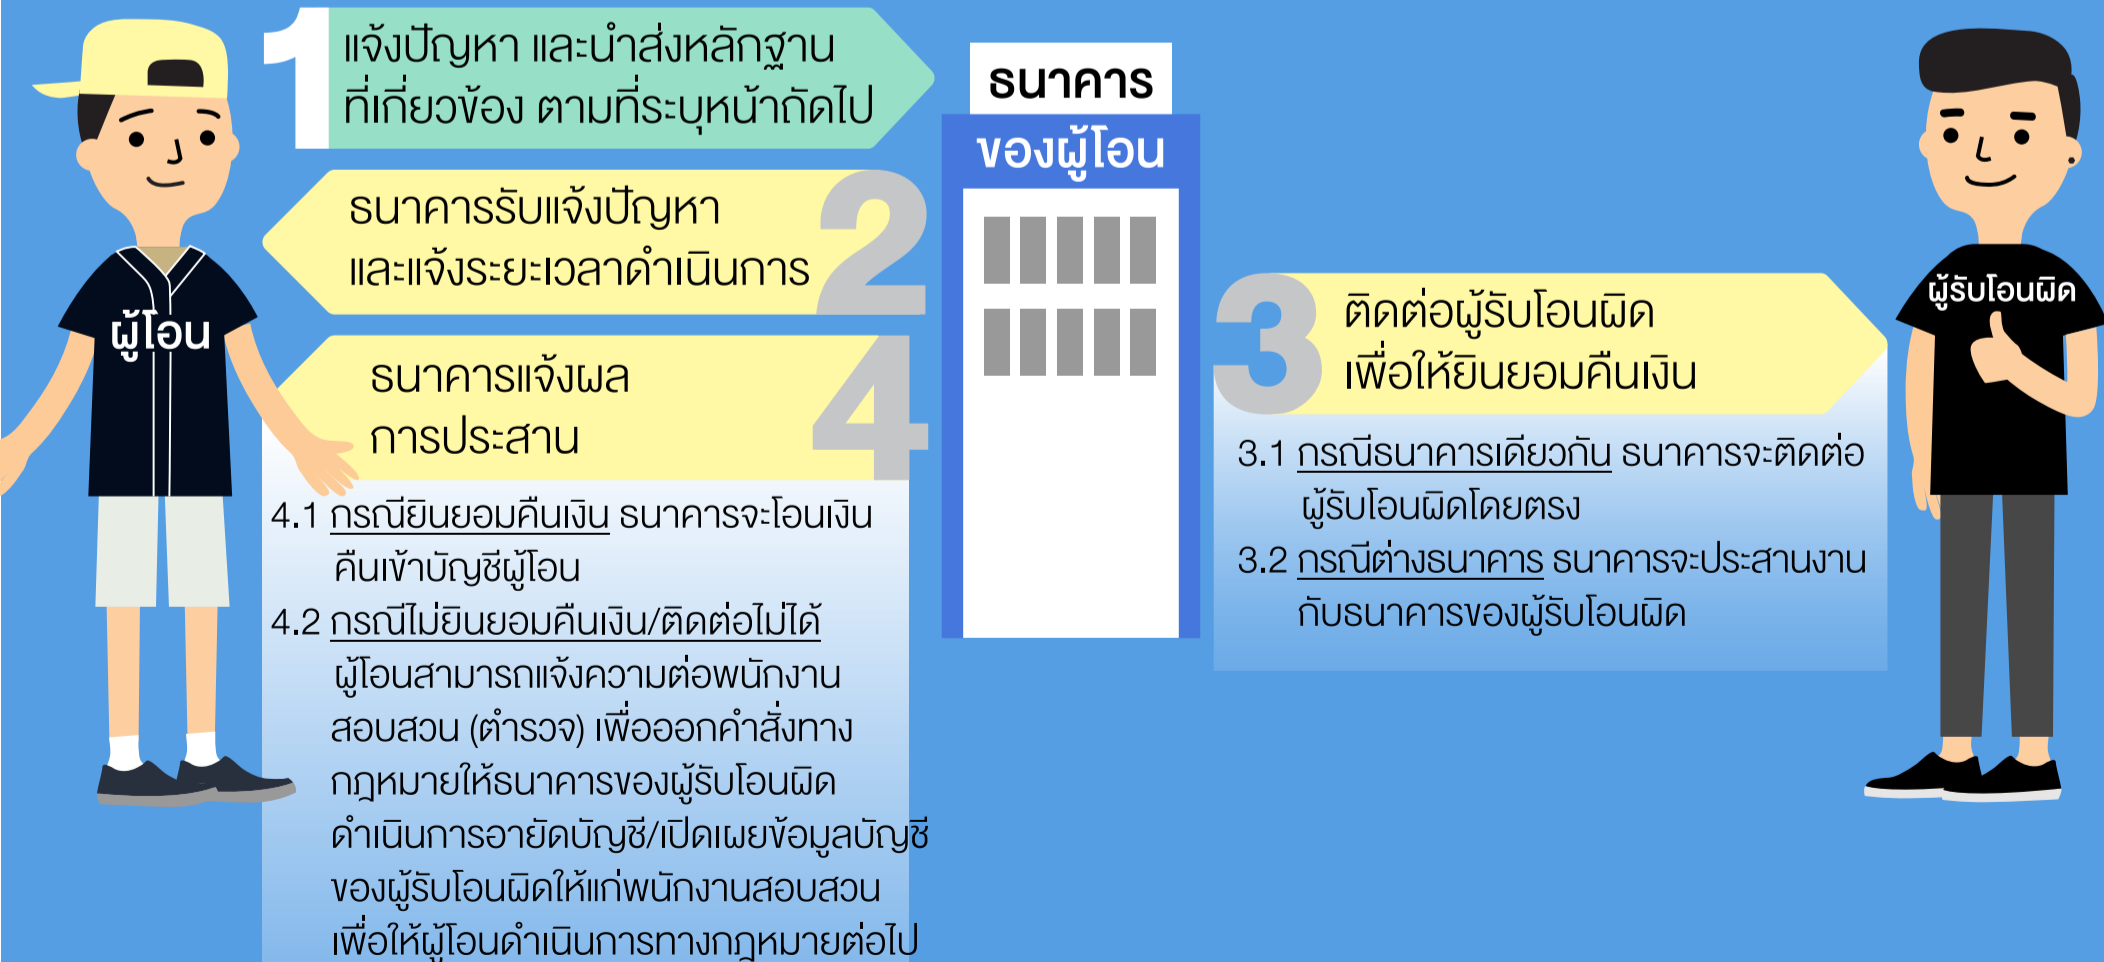 1
แจ้งปัญหา และนำส่งหลักฐาน
ที่เกี่ยวข้อง ตามที่ระบุหน้าถัดไป
ธนาคาร
ของผู้โอน
2
ธนาคารรับแจ้งปัญหา
และแจ้งระยะเวลาดำเนินการ
ผู้โอน
3
ติดต่อผู้รับโอนผิด
เพื่อให้ยินยอมคืนเงิน
ผู้รับโอนผิด
3.1 กรณีธนาคารเดียวกัน ธนาคารจะติดต่อ
ผู้รับโอนผิดโดยตรง
3.2 กรณีต่างธนาคาร ธนาคารจะประสานงาน
กับธนาคารของผู้รับโอนผิด
4
ธนาคารแจ้งผล
การประสาน
4.1 กรณียินยอมคืนเงิน ธนาคารจะโอนเงิน
คืนเข้าบัญชีผู้โอน
4.2 กรณีไม่ยินยอมคืนเงิน/ติดต่อไม่ได้
ผู้โอนสามารถแจ้งความต่อพนักงาน
สอบสวน (ตำรวจ) เพื่อออกคำสั่งทาง
กฎหมายให้ธนาคารของผู้รับโอนผิด
ดำเนินการอายัดบัญชี/เปิดเผยข้อมูลบัญชี
ของผู้รับโอนผิดให้แก่พนักงานสอบสวน
เพื่อให้ผู้โอนดำเนินการทางกฎหมายต่อไป